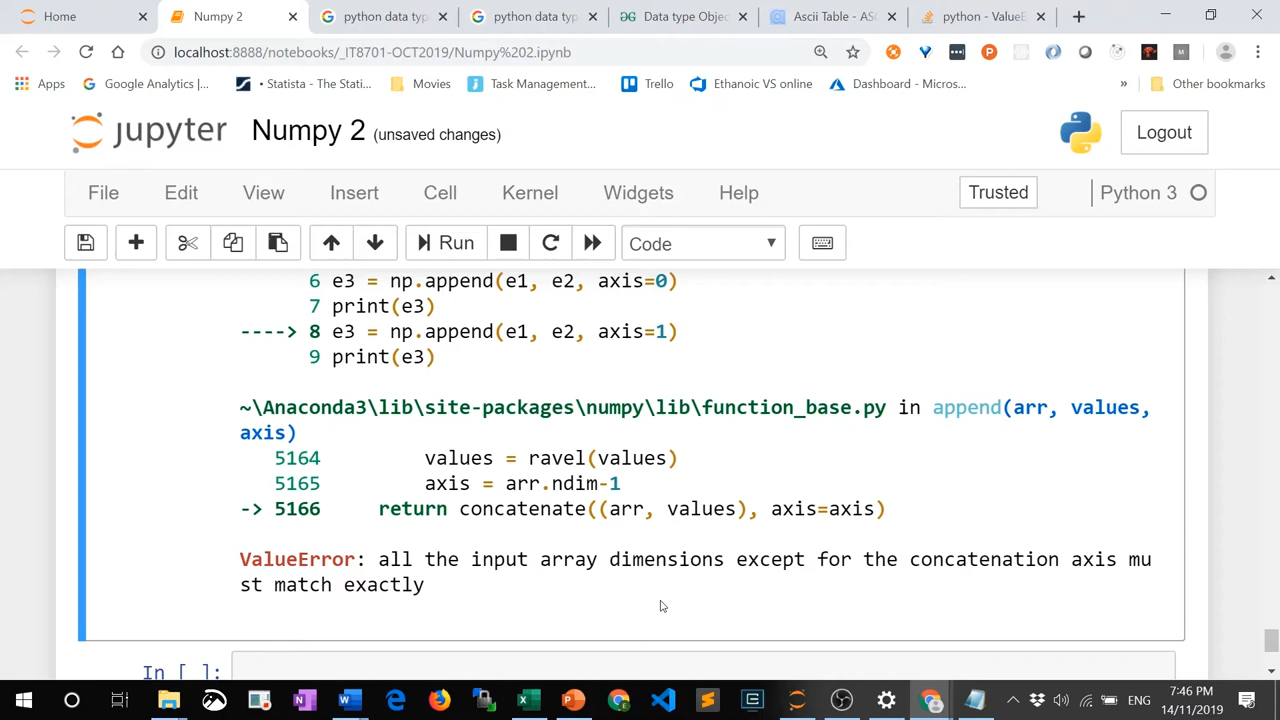 Home
Numpy 2
python data typ
python data typ
Data type Objec
Ascii Table - ASC
python - ValueE
localhost:8888/notebooks/_IT8701-OCT2019/Numpy%202.ipynb
Apps
Google Analytics |...
• Statista - The Stati...
Movies
Task Management...
Trello
Ethanoic VS online
Dashboard - Micros...
»
Other bookmarks
jupyter
Numpy 2 (unsaved changes)
Logout
File
Edit
View
Insert
Cell
Kernel
Widgets
Help
Trusted
Python 3
Run
Code
6 e3 = np.append(e1, e2, axis=0)
7 print(e3)
----> 8 e3 = np.append(e1, e2, axis=1)
9 print(e3)
~\Anaconda3\lib\site-packages\numpy\lib\function_base.py in append(arr, values,
axis)
5164 values = ravel(values)
5165 axis = arr.ndim-1
-> 5166 return concatenate((arr, values), axis=axis)
ValueError: all the input array dimensions except for the concatenation axis mu
st match exactly
In [ ]:
ENG
7:46 PM
14/11/2019